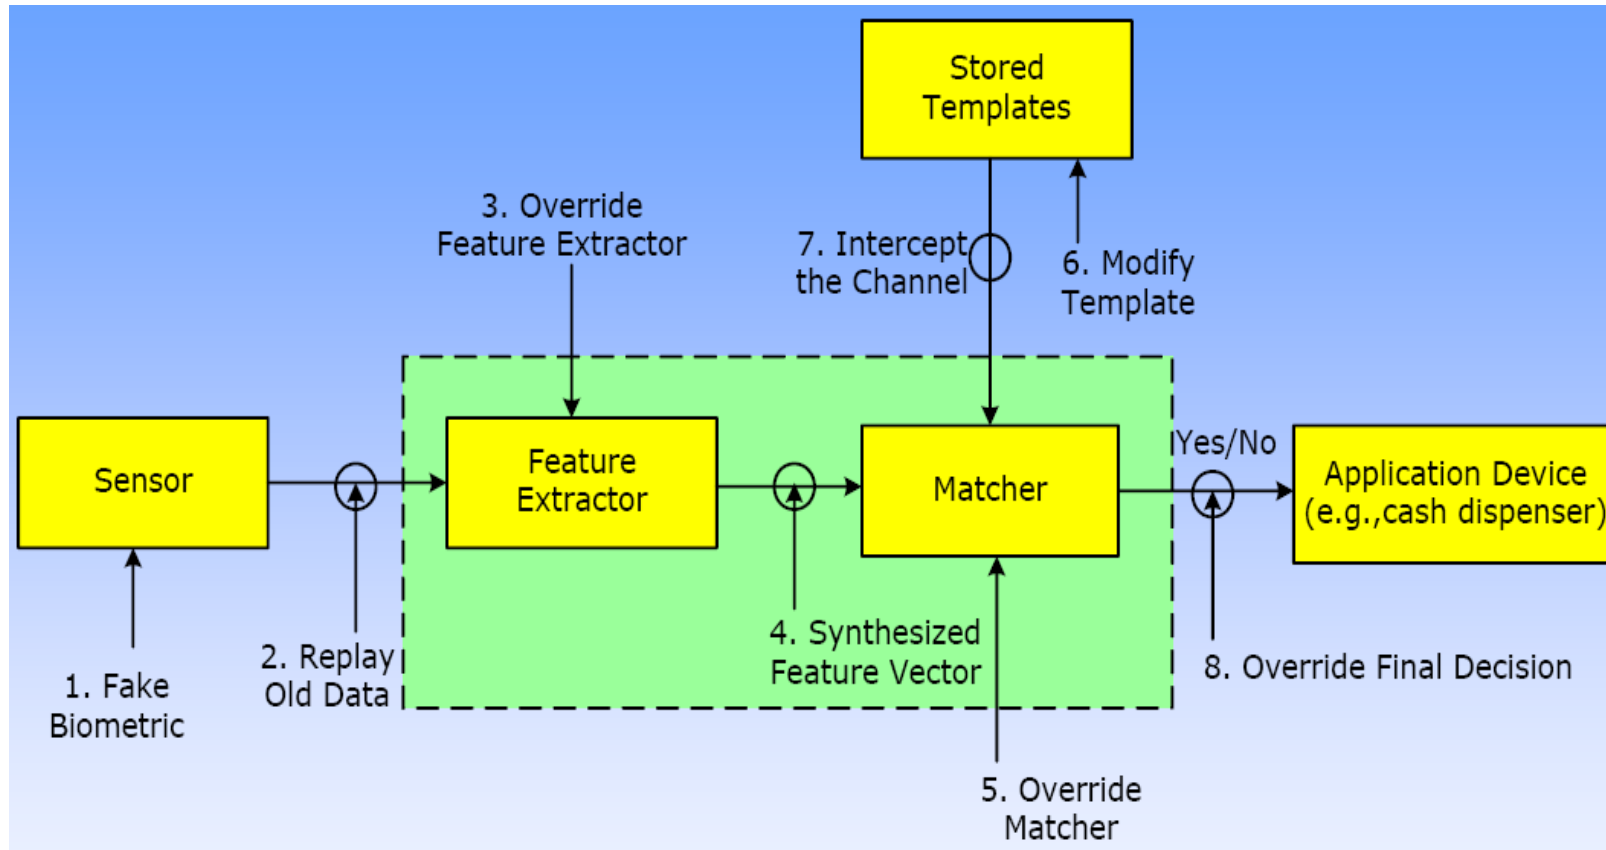 Stored
Templates
3. Override
Feature Extractor
7. Intercept
the Channel
6. Modify
Template
Sensor
Feature
Extractor
Matcher
Yes/No
Application Device
(e.g.,cash dispenser)
1. Fake
Biometric
2. Replay
Old Data
4. Synthesized
Feature Vector
8. Override Final Decision
5. Override
Matcher